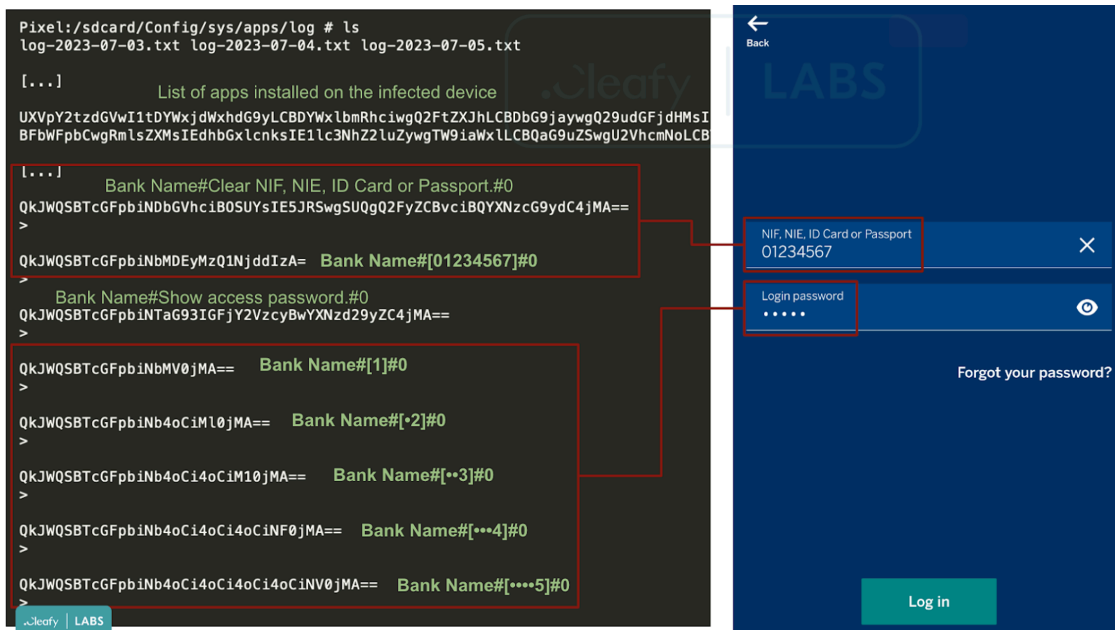 Pixel:/sdcard/Config/sys/apps/log # ls
log-2023-07-03.txt log-2023-07-04.txt log-2023-07-05.txt
[...]
List of apps installed on the infected device
UXVpY2tzdGVwI1tDYWxjdWxhdG9yLCBDYWxlbmRhciwgQ2FtZXJhLCBDbG9jaywgQ29udGFjdHMsI
BFbWFpbCwgRmlsZXMsIEdhbGxlcnksIE1lc3NhZ2luZywgTW9iaWxlLCBQaG9uZSwgU2VhcmNoLCB
[...]
Bank Name#Clear NIF, NIE, ID Card or Passport.#0
QkJWQSBTcGFpbiNDbGVhciBOSUYsIE5JRSwgSUQgQ2FyZCBvciBQYXNzcG9ydC4jMA==
>
QkJWQSBTcGFpbiNbMDEyMzQ1NjddIzA= Bank Name#[01234567]#0
>
Bank Name#Show access password.#0
QkJWQSBTcGFpbiNTaG93IGFjY2VzcyBwYXNzd29yZC4jMA==
>
QkJWQSBTcGFpbiNbMV0jMA== Bank Name#[1]#0
>
QkJWQSBTcGFpbiNb4oCiMl0jMA== Bank Name#[•2]#0
>
QkJWQSBTcGFpbiNb4oCi4oCiM10jMA== Bank Name#[••3]#0
>
QkJWQSBTcGFpbiNb4oCi4oCi4oCiNF0jMA== Bank Name#[•••4]#0
>
QkJWQSBTcGFpbiNb4oCi4oCi4oCi4oCiNV0jMA== Bank Name#[••••5]#0
>
.Cleafy | LABS
.Cleafy | LABS
Back
NIF, NIE, ID Card or Passport
01234567
Login password
•••••
Forgot your password?
Log in